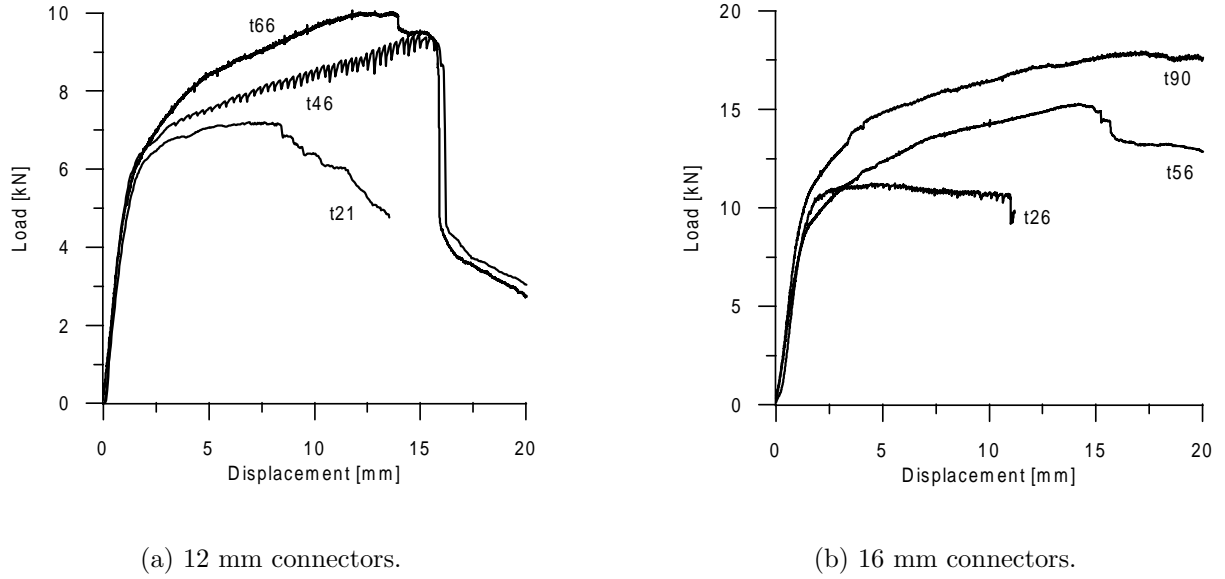 10
8
6
4
2
0
Load [kN]
t66
t46
t21
0 5 10 15 20
Displacement [mm]
(a) 12 mm connectors.
20
15
10
5
0
Load [kN]
t90
t56
t26
0 5 10 15 20
Displacement [mm]
(b) 16 mm connectors.